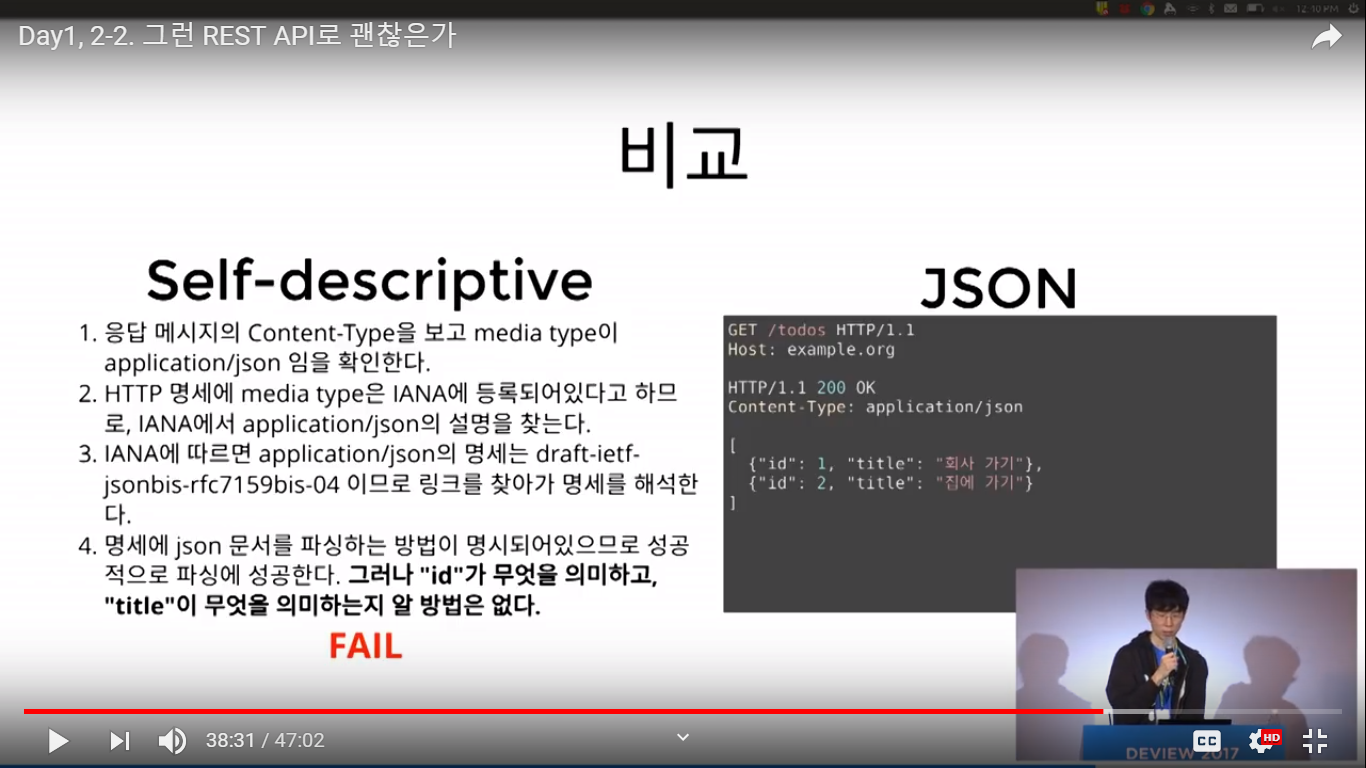 12:10 PM
Day1, 2-2. 그런 REST API로 괜찮은가
비교
Self-descriptive
1. 응답 메시지의 Content-Type을 보고 media type이
application/json 임을 확인한다.
2. HTTP 명세에 media type은 IANA에 등록되어있다고 하므
로, IANA에서 application/json의 설명을 찾는다.
3. IANA에 따르면 application/json의 명세는 draft-ietf-
jsonbis-rfc7159bis-04 이므로 링크를 찾아가 명세를 해석한
다.
4. 명세에 json 문서를 파싱하는 방법이 명시되어있으므로 성공
적으로 파싱에 성공한다. 그러나 "id"가 무엇을 의미하고,
"title"이 무엇을 의미하는지 알 방법은 없다.
FAIL
JSON
GET /todos HTTP/1.1
Host: example.org
HTTP/1.1 200 OK
Content-Type: application/json
[
{"id": 1, "title": "회사 가기"},
{"id": 2, "title": "집에 가기"}
]
DEVIEW 2017
38:31 / 47:02
CC
HD